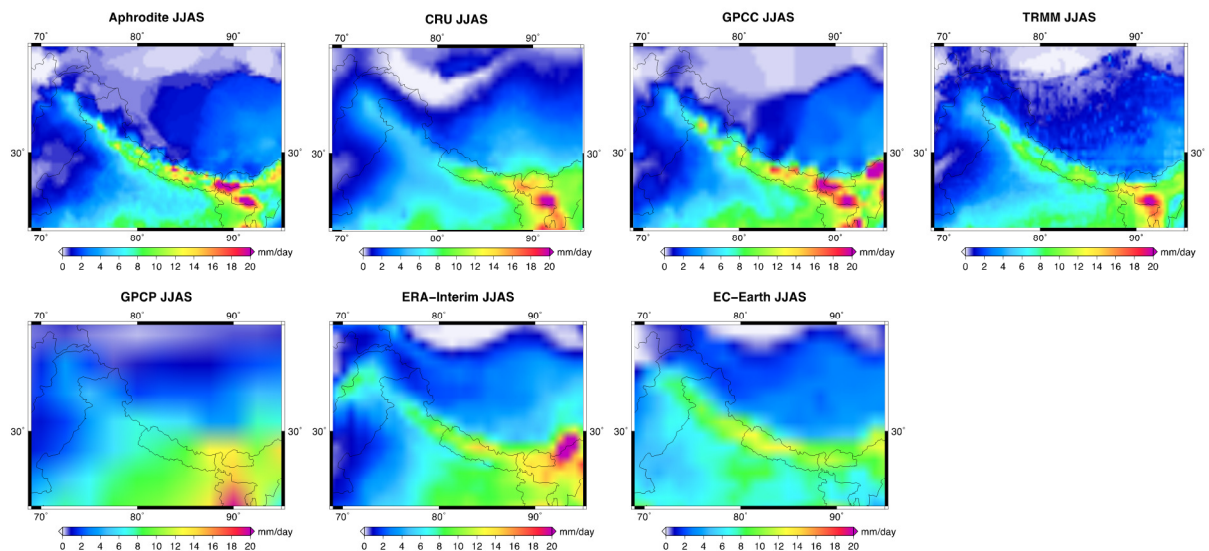 Aphrodite JJAS
CRU JJAS
GPCC JJAS
TRMM JJAS
70° 80° 90°
70° 80° 90°
70° 80° 90°
70° 80° 90°
30° 30°
30° 30°
70° 80° 90°
70° 80° 90°
70° 80° 90°
70° 80° 90°
mm/day
0 2 4 6 8 10 12 14 16 18 20
mm/day
0 2 4 6 8 10 12 14 16 18 20
mm/day
0 2 4 6 8 10 12 14 16 18 20
mm/day
0 2 4 6 8 10 12 14 16 18 20
GPCP JJAS
ERA−Interim JJAS
EC−Earth JJAS
70° 80° 90°
70° 80° 90°
70° 80° 90°
30° 30°
70° 80° 90°
70° 80° 90°
70° 80° 90°
mm/day
0 2 4 6 8 10 12 14 16 18 20
mm/day
0 2 4 6 8 10 12 14 16 18 20
mm/day
0 2 4 6 8 10 12 14 16 18 20